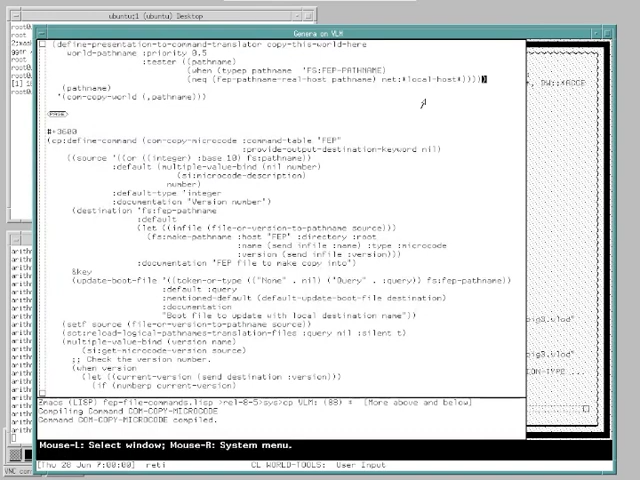 ubuntu:1 (ubuntu) Desktop
Genera on VLM
(define-presentation-to-command-translator copy-this-world-here
world-pathname :priority 0.5
:tester ((pathname)
(when (typep pathname 'FS:FEP-PATHNAME)
(neq (fep-pathname-real-host pathname) net:*local-host*))))
(pathname)
'(com-copy-world (,pathname)))
PAGE
#+3600
(cp:define-command (com-copy-microcode :command-table "FEP"
:provide-output-destination-keyword nil)
((source '((or ((integer) :base 10) fs:pathname))
:default (multiple-value-bind (nil number)
(si:microcode-description)
number)
:default-type 'integer
:documentation "Version number")
(destination 'fs:fep-pathname
:default
(let ((infile (file-or-version-to-pathname source)))
(fs:make-pathname :host "FEP" :directory :root
:name (send infile :name) :type :microcode
:version (send infile :version)))
:documentation "FEP file to make copy into")
&key
(update-boot-file '((token-or-type (("None" . nil) ("Query" . :query)) fs:fep-pathname))
:default :query
:mentioned-default (default-update-boot-file destination)
:documentation
"Boot file to update with local destination name"))
(setf source (file-or-version-to-pathname source))
(sct:reload-logical-pathnames-translation-files :query nil :silent t)
(multiple-value-bind (version name)
(si:get-microcode-version source)
;; Check the version number.
(when version
(let ((current-version (send destination :version)))
(if (numberp current-version)
Zmacs (LISP) fep-file-commands.lisp >rel-8-5>sys>cp VLM: (88) * [More above and below]
Compiling Command COM-COPY-MICROCODE
Command COM-COPY-MICROCODE compiled.
Mouse-L: Select window; Mouse-R: System menu.
[Thu 28 Jun 7:00:00] reti CL WORLD-TOOLS: User Input